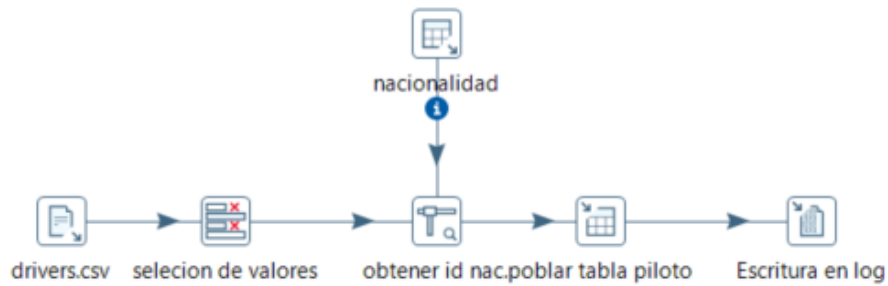 nacionalidad
drivers.csv
selecion de valores
obtener id nac.
poblar tabla piloto
Escritura en log